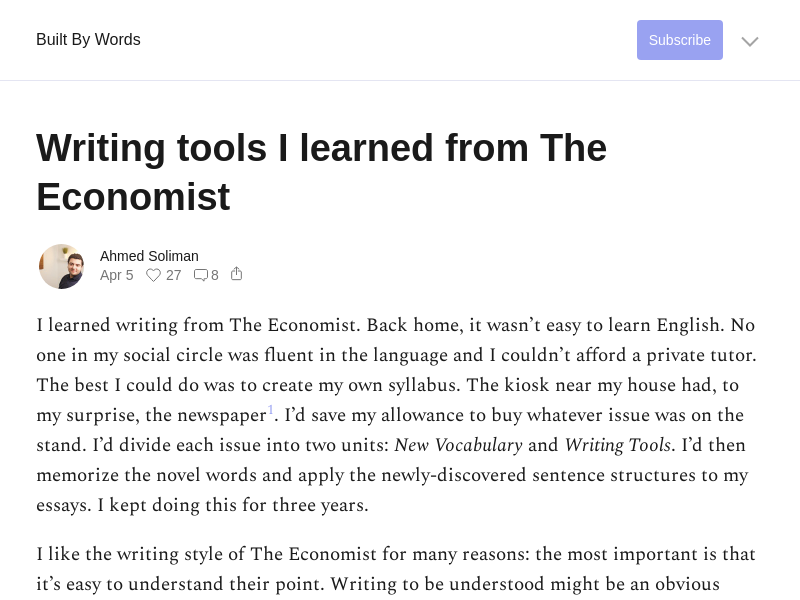 Built By Words
Subscribe
Writing tools I learned from The
Economist
Ahmed Soliman
Apr 5 27 8
I learned writing from The Economist. Back home, it wasn’t easy to learn English. No
one in my social circle was fluent in the language and I couldn’t afford a private tutor.
The best I could do was to create my own syllabus. The kiosk near my house had, to
my surprise, the newspaper1. I’d save my allowance to buy whatever issue was on the
stand. I’d divide each issue into two units: New Vocabulary and Writing Tools. I’d then
memorize the novel words and apply the newly-discovered sentence structures to my
essays. I kept doing this for three years.
I like the writing style of The Economist for many reasons: the most important is that
it’s easy to understand their point. Writing to be understood might be an obvious